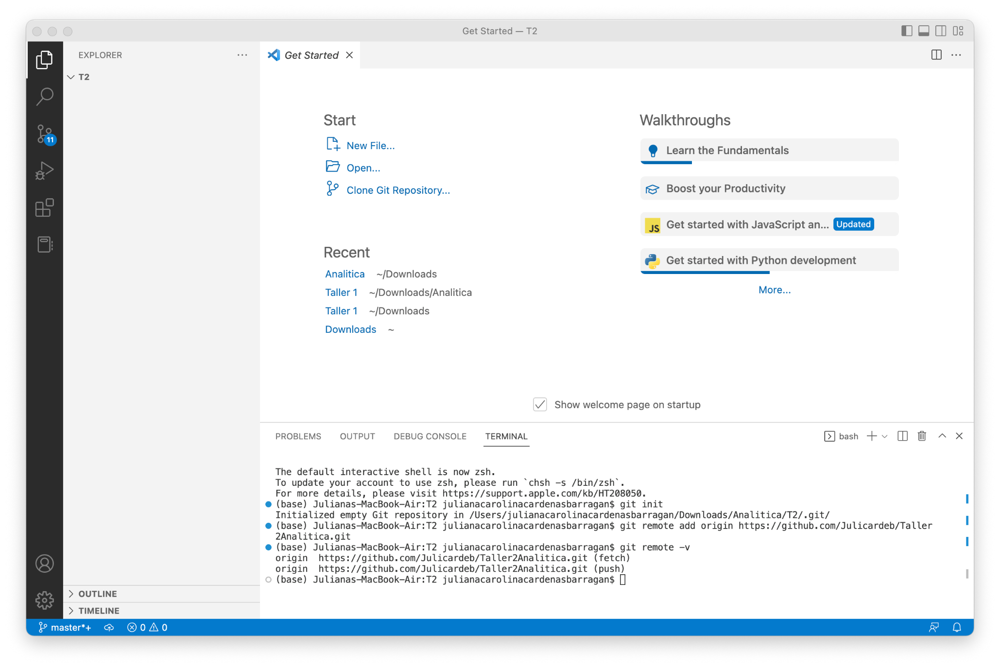 Get Started — T2
EXPLORER
T2
Get Started
Start
New File...
Open...
Clone Git Repository...
Recent
Analitica ~/Downloads
Taller 1 ~/Downloads/Analitica
Taller 1 ~/Downloads
Downloads ~
Walkthroughs
Learn the Fundamentals
Boost your Productivity
JS Get started with JavaScript an... Updated
Get started with Python development
More...
Show welcome page on startup
11
PROBLEMS OUTPUT DEBUG CONSOLE TERMINAL bash
The default interactive shell is now zsh.
To update your account to use zsh, please run `chsh -s /bin/zsh`.
For more details, please visit https://support.apple.com/kb/HT208050.
(base) Julianas-MacBook-Air:T2 julianacarolinacardenasbarragan$ git init
Initialized empty Git repository in /Users/julianacarolinacardenasbarragan/Downloads/Analitica/T2/.git/
(base) Julianas-MacBook-Air:T2 julianacarolinacardenasbarragan$ git remote add origin https://github.com/Julicardeb/Taller
2Analitica.git
(base) Julianas-MacBook-Air:T2 julianacarolinacardenasbarragan$ git remote -v
origin https://github.com/Julicardeb/Taller2Analitica.git (fetch)
origin https://github.com/Julicardeb/Taller2Analitica.git (push)
(base) Julianas-MacBook-Air:T2 julianacarolinacardenasbarragan$
OUTLINE
TIMELINE
master*+ 0 0